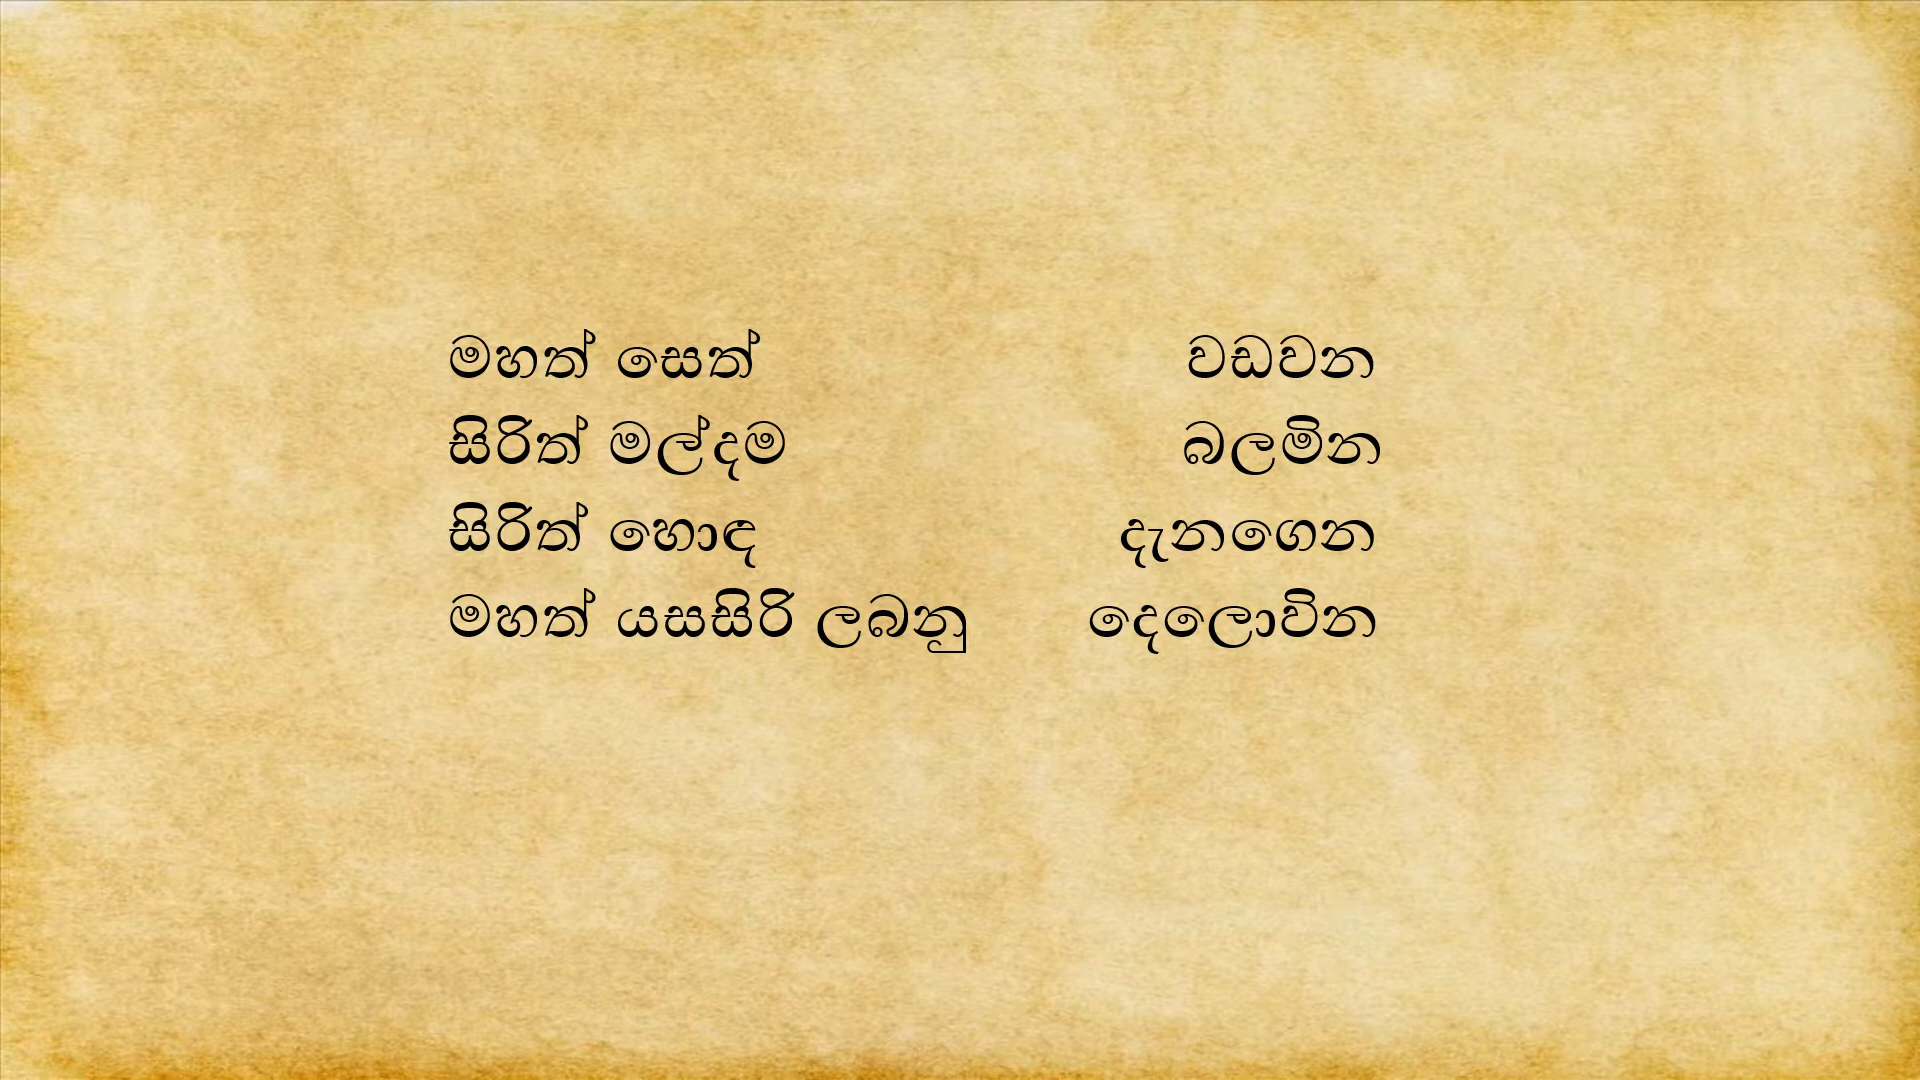 මහත් සෙත් වඩවන
සිරිත් මල්දම බලමින
සිරිත් හොඳ දැනගෙන
මහත් යසසිරි ලබනු දෙලොවින